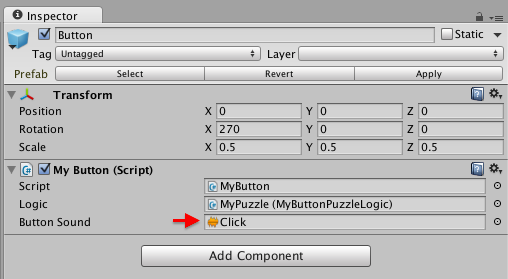 Inspector
Button Static
Tag Untagged Layer
Prefab Select Revert Apply
Transform
Position X 0 Y 0 Z 0
Rotation X 270 Y 0 Z 0
Scale X 0.5 Y 0.5 Z 0.5
C# My Button (Script)
Script C# MyButton
Logic C# MyPuzzle (MyButtonPuzzleLogic)
Button Sound Click
Add Component